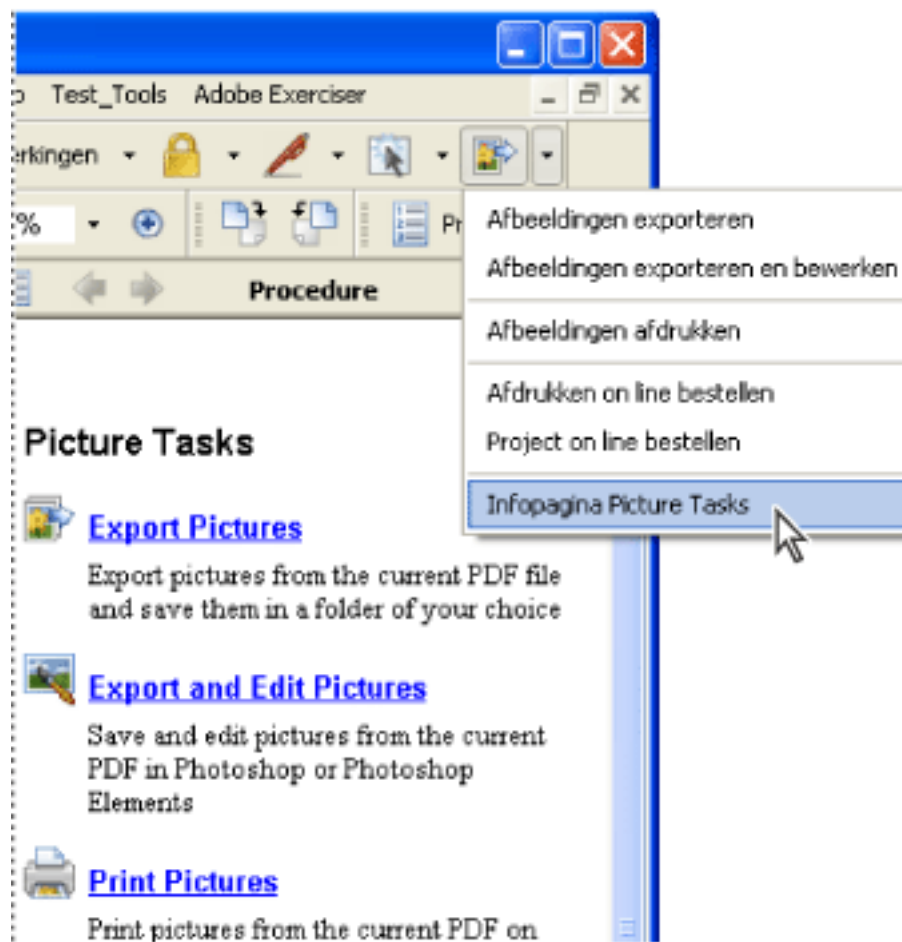 Test_Tools Adobe Exerciser
%
Afbeeldingen exporteren
Afbeeldingen exporteren en bewerken
Afbeeldingen afdrukken
Afdrukken on line bestellen
Project on line bestellen
Infopagina Picture Tasks
Procedure
Picture Tasks
Export Pictures
Export pictures from the current PDF file
and save them in a folder of your choice
Export and Edit Pictures
Save and edit pictures from the current
PDF in Photoshop or Photoshop
Elements
Print Pictures
Print pictures from the current PDF on